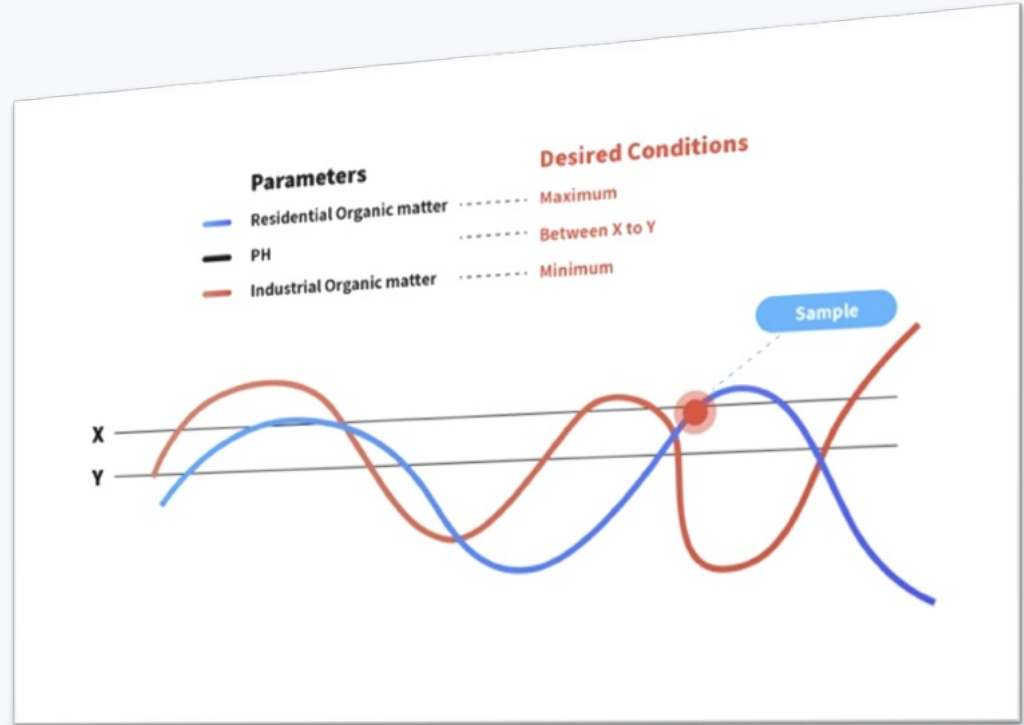 Parameters
Desired Conditions
Residential Organic matter
Maximum
PH
Between X to Y
Industrial Organic matter
Minimum
Sample
X
Y